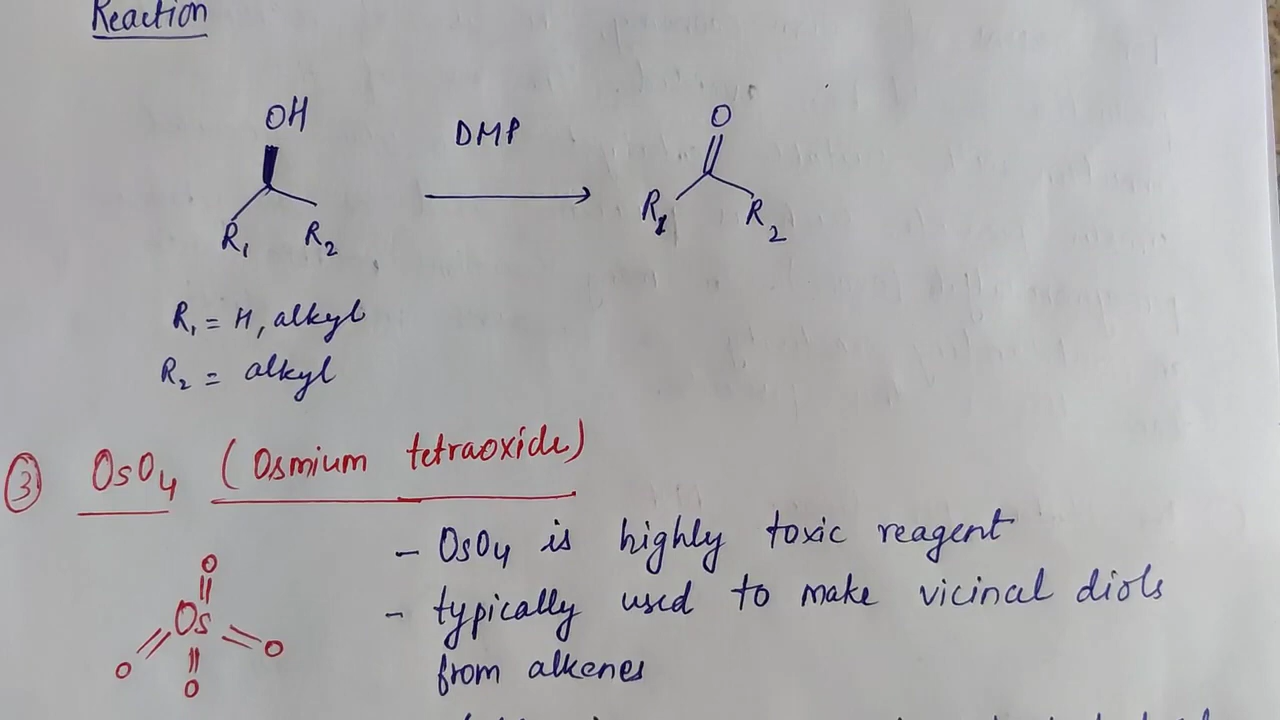 Reaction
OH
DMP
O
R₁ R₂
R₁ R₂
R₁ = H, alkyl
R₂ = alkyl
③ OsO₄ (Osmium tetraoxide)
- OsO₄ is highly toxic reagent
- typically used to make vicinal diols
from alkenes
O
Os
O O
O